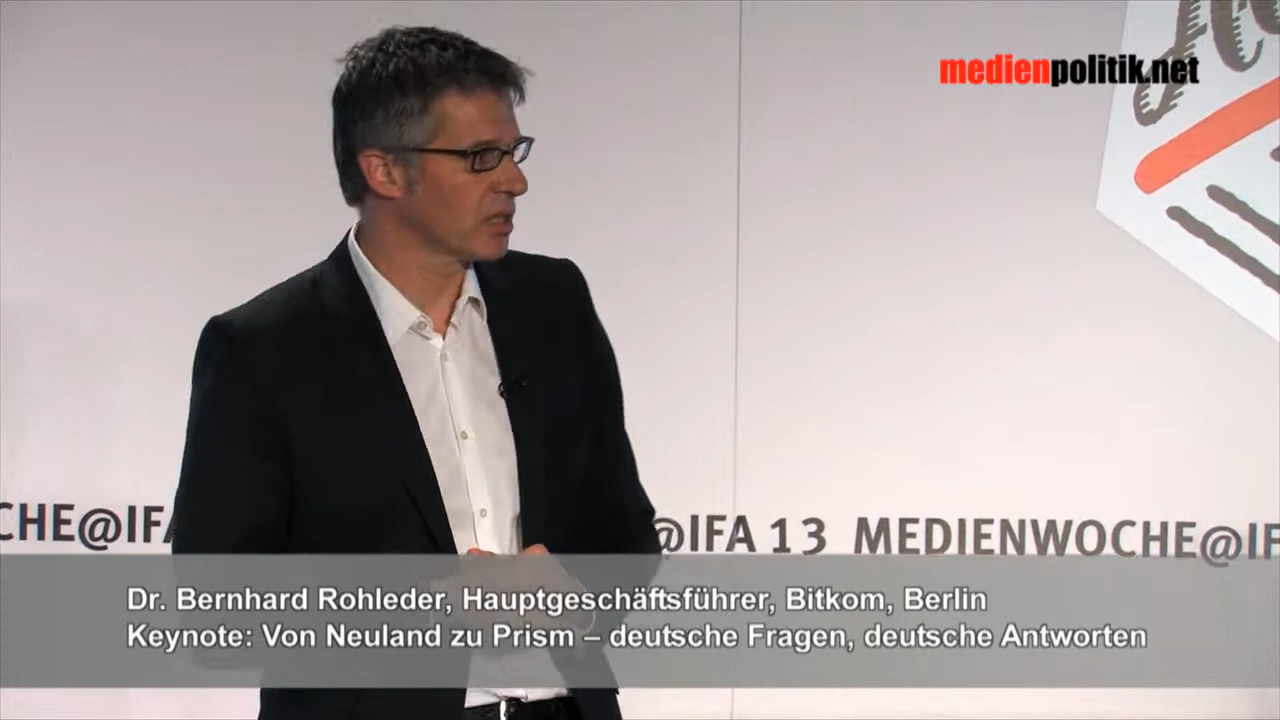 medienpolitik.net
CHE@IFA @IFA 13 MEDIENWOCHE@IF
Dr. Bernhard Rohleder, Hauptgeschäftsführer, Bitkom, Berlin
Keynote: Von Neuland zu Prism – deutsche Fragen, deutsche Antworten